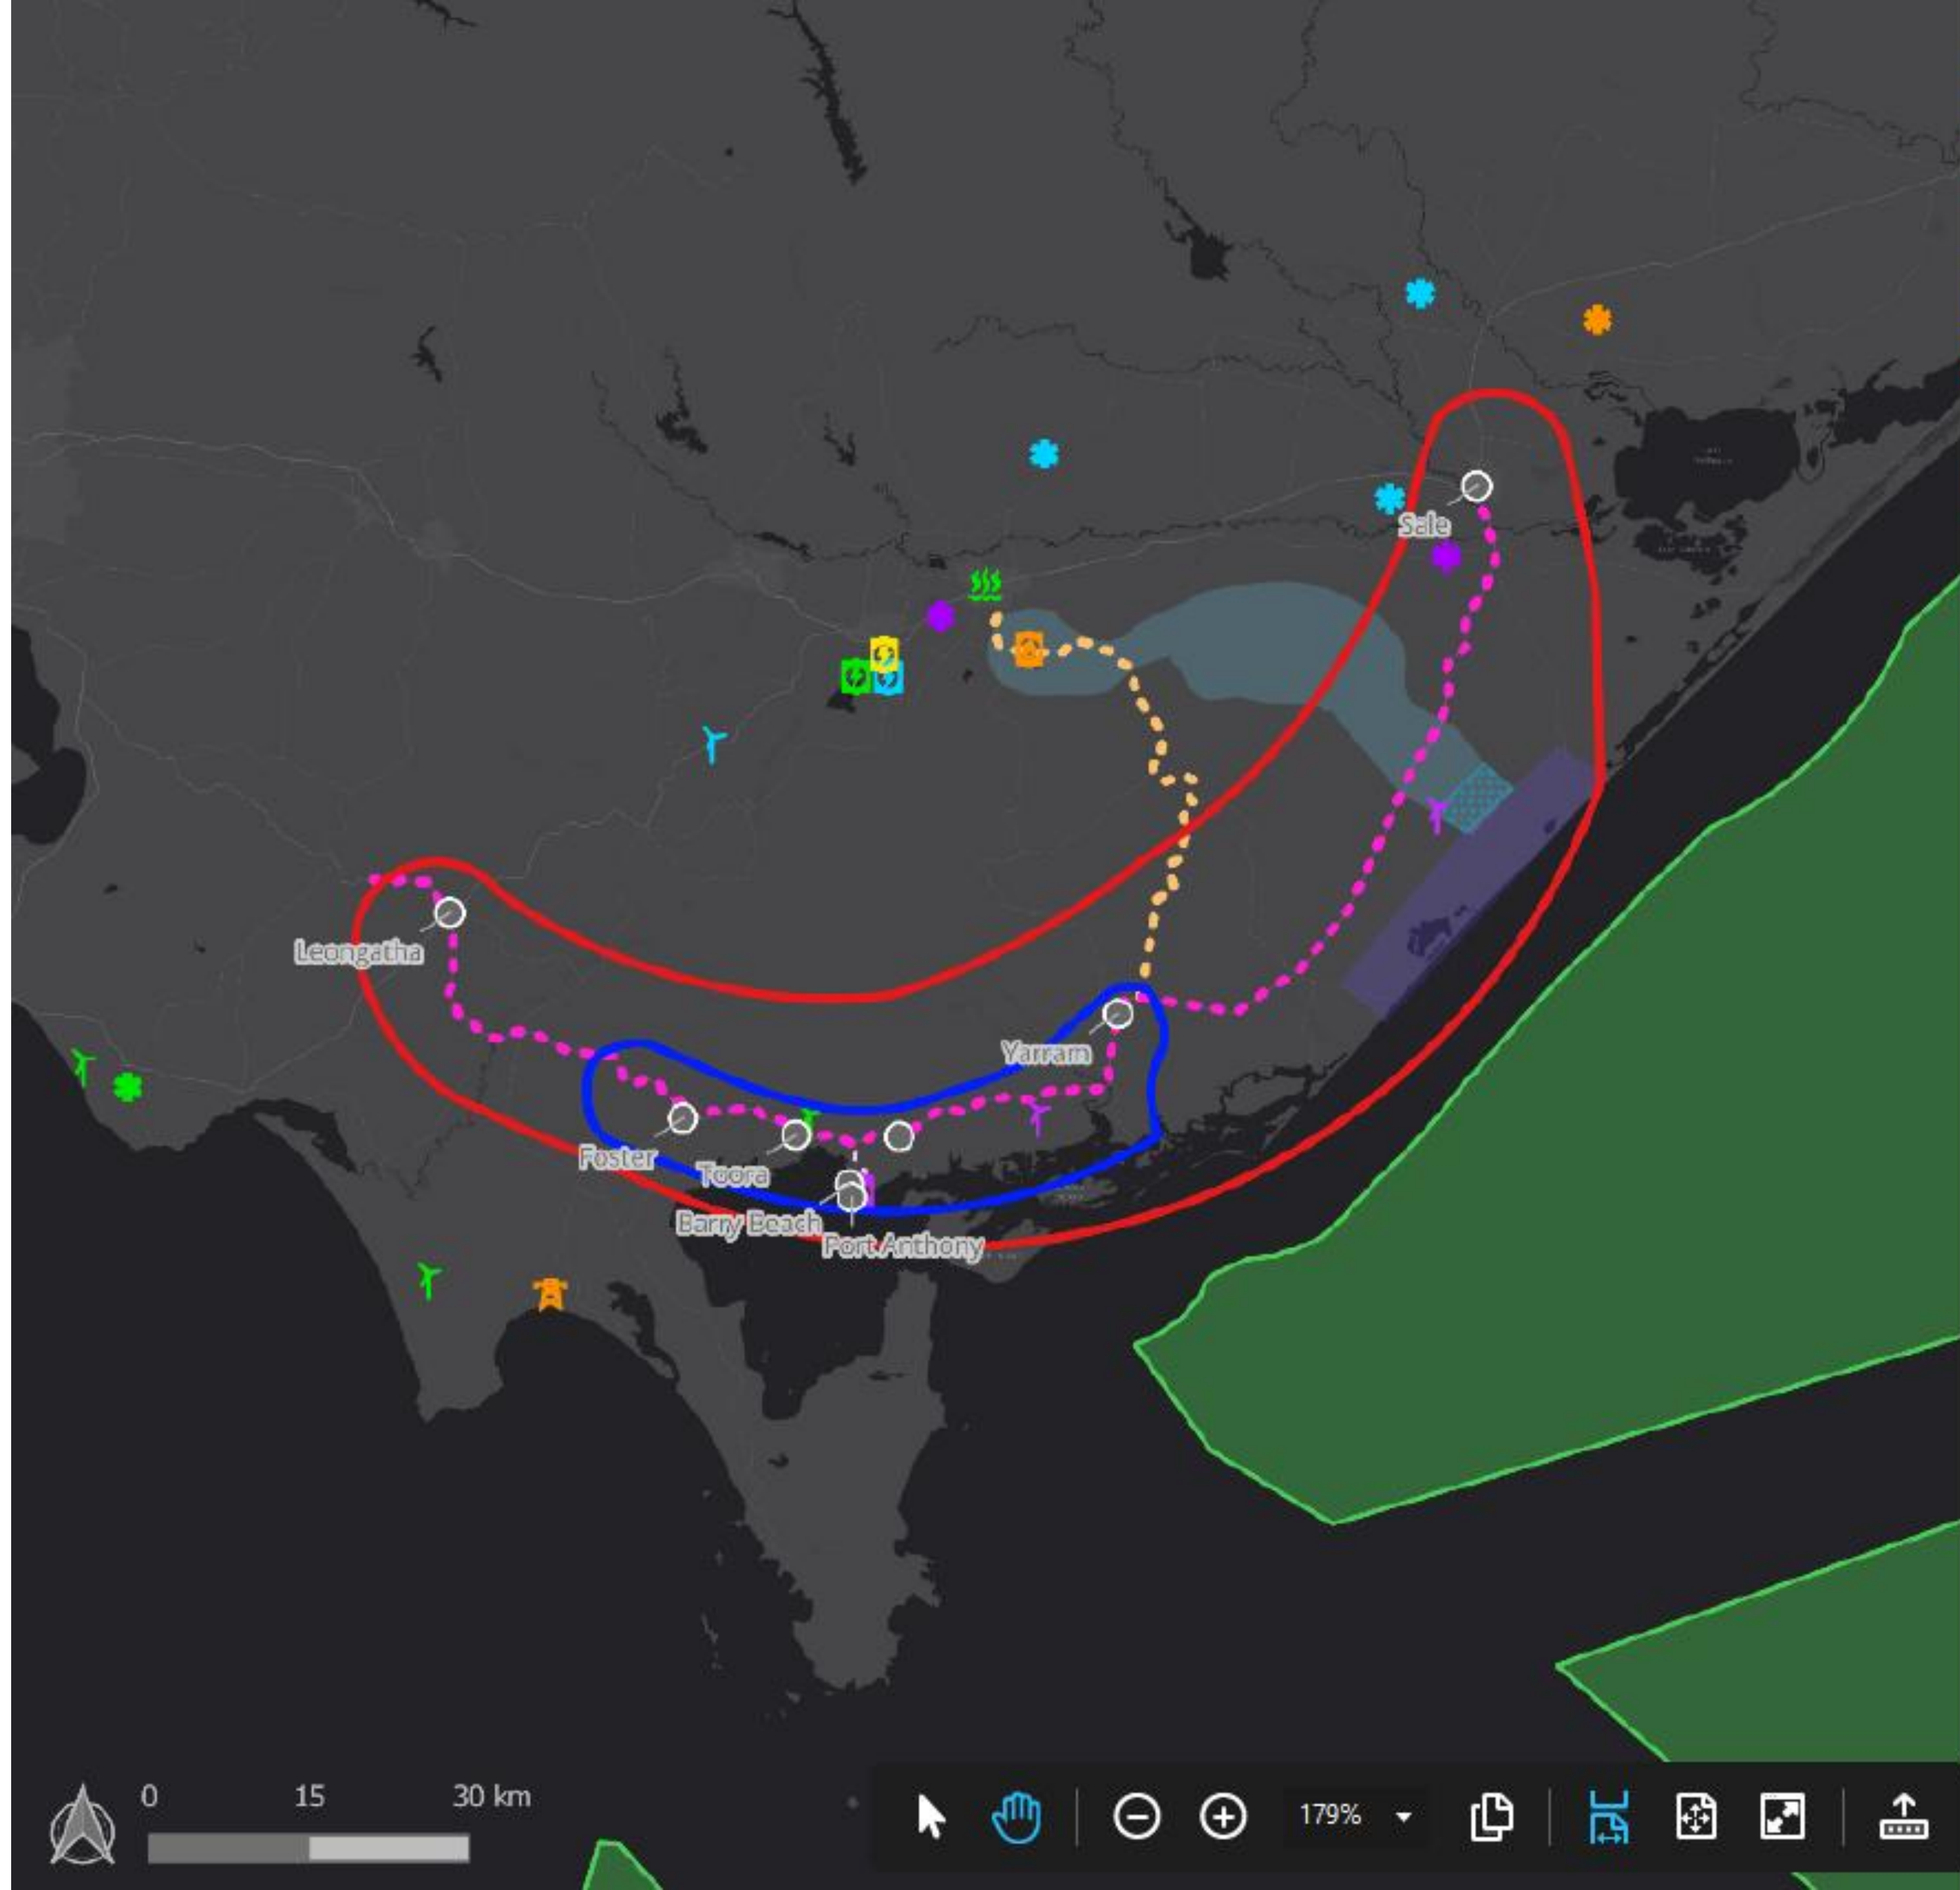 Sale
Leongatha
Yarram
Foster
Toora
Barry Beach
Port Anthony
0 15 30 km
179%